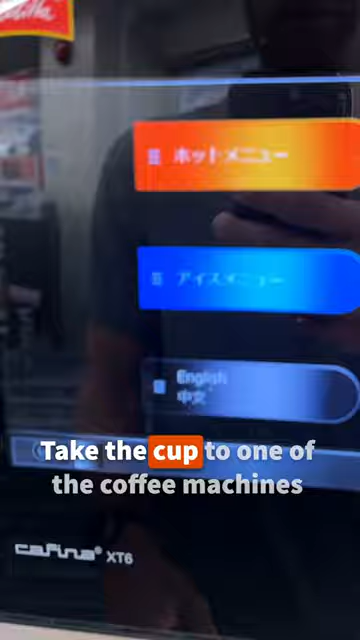 Melitta
ホットメニュー
アイスメニュー
English
中文
Take the cup to one of
the coffee machines
cafina® XT6